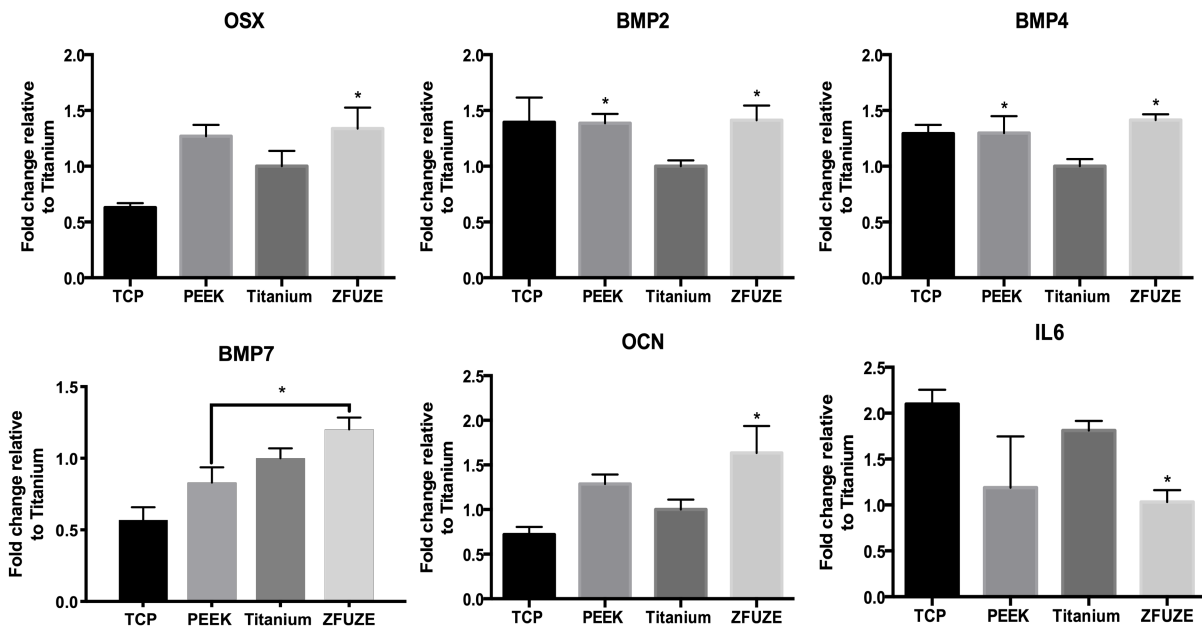 OSX
Fold change relative
to Titanium
2.0
1.5
1.0
0.5
0.0
*
TCP PEEK Titanium ZFUZE
BMP2
Fold change relative
to Titanium
2.0
1.5
1.0
0.5
0.0
* *
TCP PEEK Titanium ZFUZE
BMP4
Fold change relative
to Titanium
2.0
1.5
1.0
0.5
0.0
* *
TCP PEEK Titanium ZFUZE
BMP7
Fold change relative
to Titanium
1.5
1.0
0.5
0.0
*
TCP PEEK Titanium ZFUZE
OCN
Fold change relative
to Titanium
2.5
2.0
1.5
1.0
0.5
0.0
*
TCP PEEK Titanium ZFUZE
IL6
Fold change relative
to Titanium
2.5
2.0
1.5
1.0
0.5
0.0
*
TCP PEEK Titanium ZFUZE